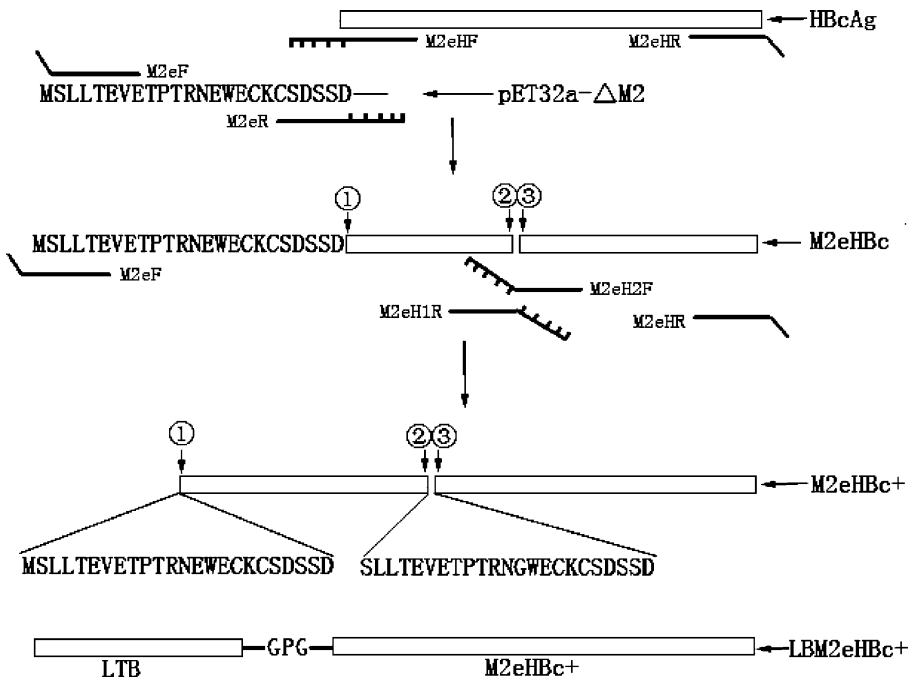 HBcAg
M2eHF M2eHR
M2eF
MSLLTEVETPTRNEWECKCSDSSD pET32a-△M2
M2eR
① ②③
MSLLTEVETPTRNEWECKCSDSSD M2eHBc
M2eF M2eH2F
M2eH1R M2eHR
① ②③
M2eHBc+
MSLLTEVETPTRNEWECKCSDSSD SLLTEVETPTRNGWECKCSDSSD
GPG LBM2eHBc+
LTB M2eHBc+